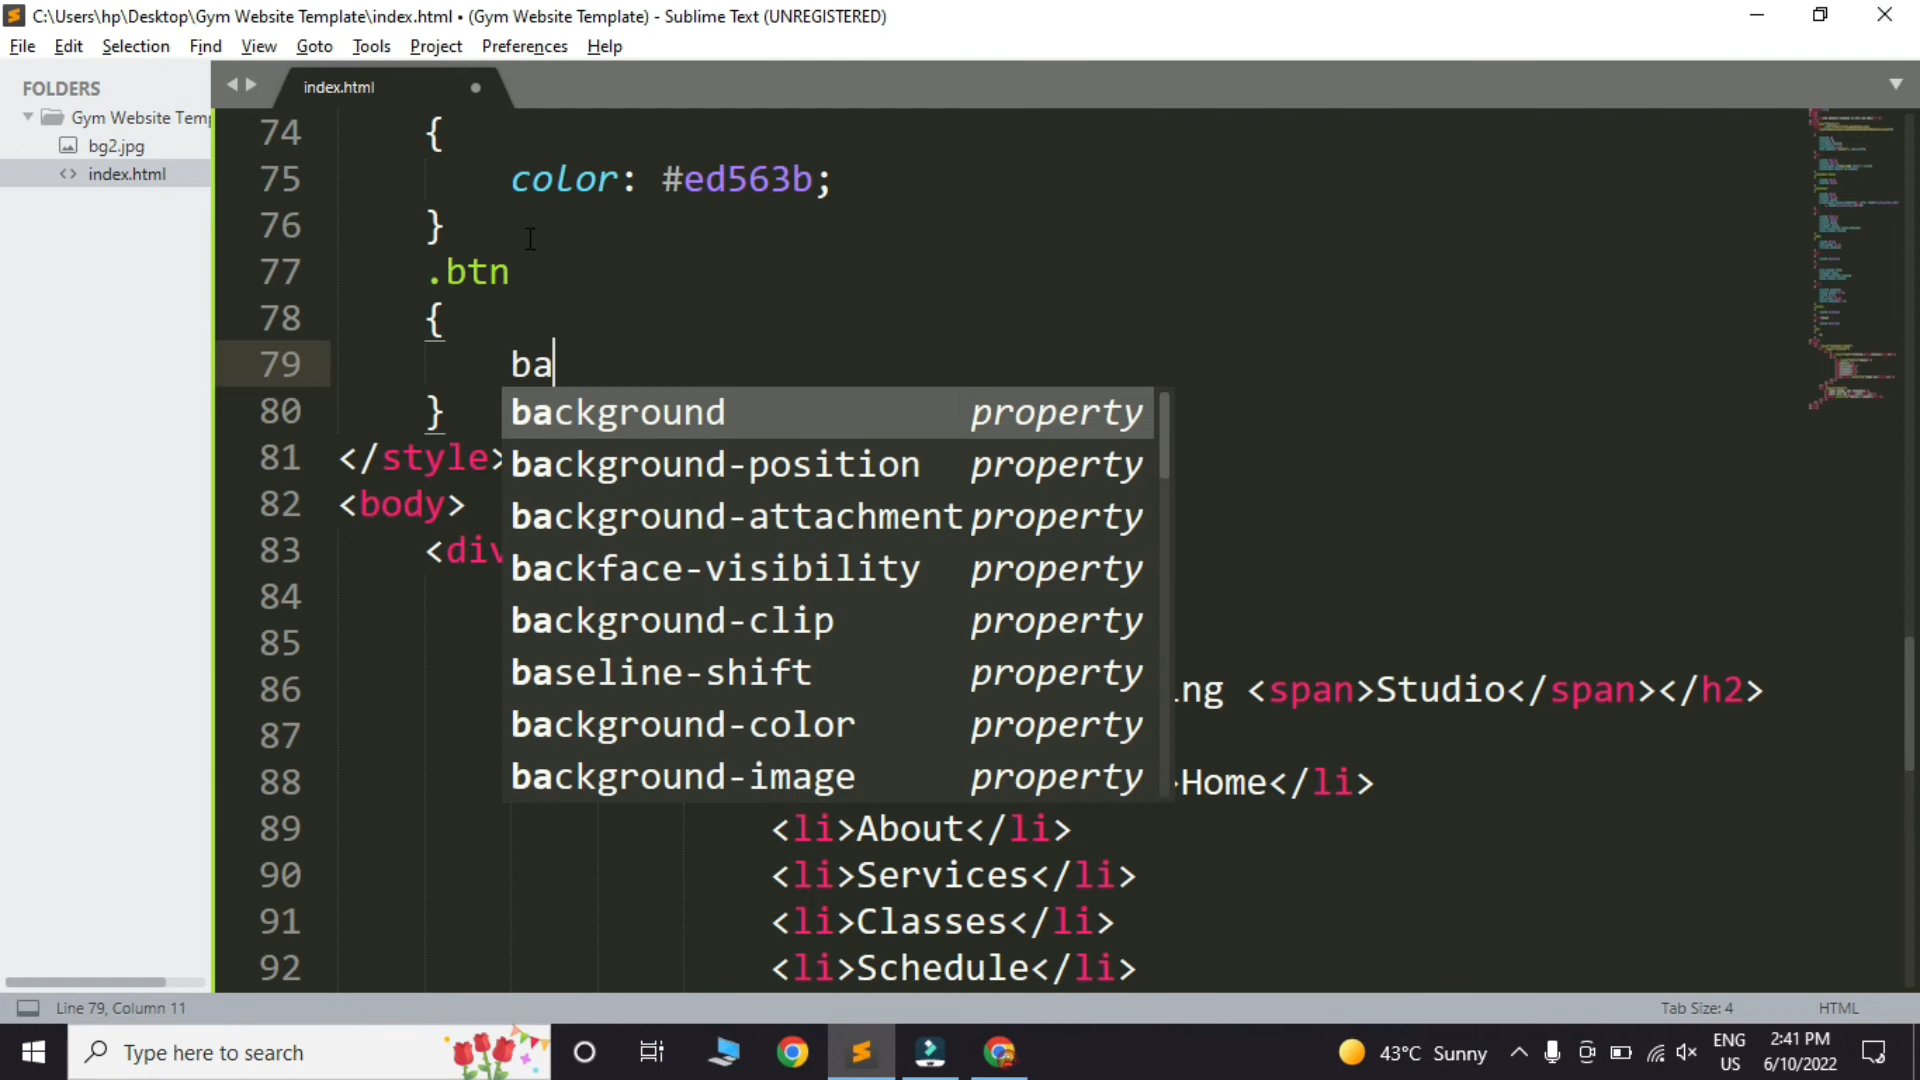 C:\Users\hp\Desktop\Gym Website Template\index.html • (Gym Website Template) - Sublime Text (UNREGISTERED)
File Edit Selection Find View Goto Tools Project Preferences Help
FOLDERS
Gym Website Temp
bg2.jpg
<> index.html
index.html
74 {
75 color: #ed563b;
76 }
77 .btn
78 {
79 ba
80 }
81 </style>
82 <body>
83 <div
84
85
86 ing <span>Studio</span></h2>
87
88 >Home</li>
89 <li>About</li>
90 <li>Services</li>
91 <li>Classes</li>
92 <li>Schedule</li>
background property
background-position property
background-attachment property
backface-visibility property
background-clip property
baseline-shift property
background-color property
background-image property
Line 79, Column 11
Tab Size: 4
HTML
Type here to search
43°C Sunny
ENG
US
2:41 PM
6/10/2022